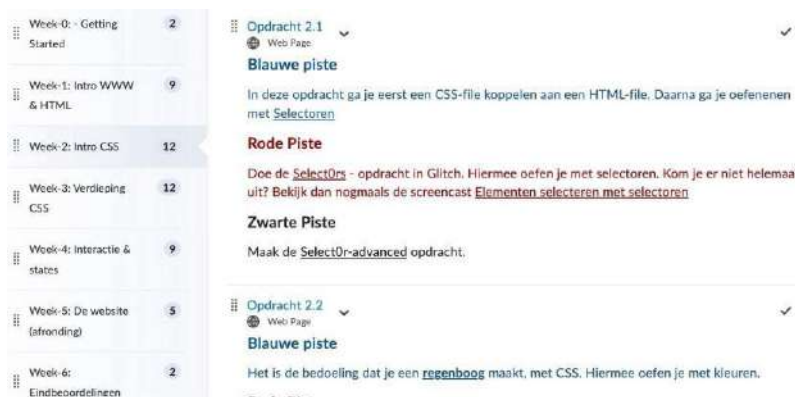 Week-0: - Getting
Started
2
Week-1: Intro WWW
& HTML
9
Week-2: Intro CSS
12
Week-3: Verdieping
CSS
12
Week-4: Interactie &
states
9
Week-5: De website
(afronding)
5
Week-6:
Eindbeoordelingen
2
Opdracht 2.1
Web Page
Blauwe piste
In deze opdracht ga je eerst een CSS-file koppelen aan een HTML-file. Daarna ga je oefenenen
met Selectoren
Rode Piste
Doe de Select0rs - opdracht in Glitch. Hiermee oefen je met selectoren. Kom je er niet helemaa
uit? Bekijk dan nogmaals de screencast Elementen selecteren met selectoren
Zwarte Piste
Maak de Select0r-advanced opdracht.
Opdracht 2.2
Web Page
Blauwe piste
Het is de bedoeling dat je een regenboog maakt, met CSS. Hiermee oefen je met kleuren.